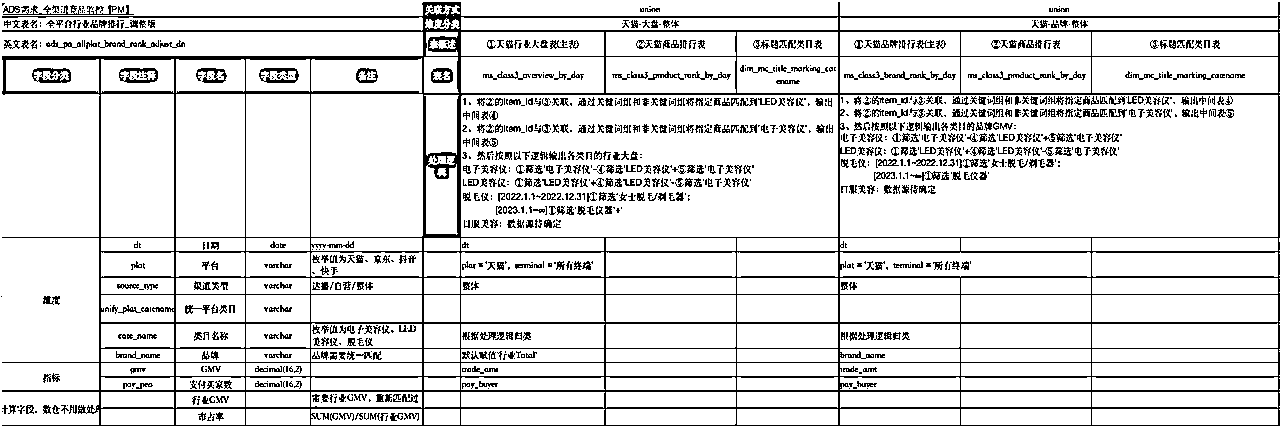 ADS需求_全渠道竞品监控【PM】 关联方式 union union
中文表名：全平台行业品牌排行_调整版 维度分类 天猫-大盘-整体 天猫-品牌-整体
英文表名：ads_pa_allplat_brand_rank_adjust_dn ①天猫行业大盘表(主表) ②天猫商品排行表 ③标题匹配类目表 ①天猫品牌排行表(主表) ②天猫商品排行表 ③标题匹配类目表
字段分类 字段注释 字段名 字段类型 备注 表名 ms_class3_overview_by_day ms_class3_product_rank_by_day dim_mc_title_marking_catename ms_class3_brand_rank_by_day ms_class3_product_rank_by_day dim_mc_title_marking_catename
处理逻辑
1、将②的item_id与③关联，通过关键词组和非关键词组将指定商品匹配到'LED美容仪'，输出
中间表④
2、将②的item_id与③关联，通过关键词组和非关键词组将指定商品匹配到'电子美容仪'，输出
中间表⑤
3、然后按照以下逻辑输出各类目的行业大盘：
电子美容仪：①筛选'电子美容仪'-④筛选'LED美容仪'+⑤筛选'电子美容仪'
LED美容仪：①筛选'LED美容仪'+④筛选'LED美容仪'-⑤筛选'电子美容仪'
脱毛仪：[2022.1.1~2022.12.31]①筛选'女士脱毛/剃毛器'；
[2023.1.1~∞]①筛选'脱毛仪器'+'
口服美容：数据源待确定
1、将②的item_id与③关联，通过关键词组和非关键词组将指定商品匹配到'LED美容仪'，输出中间表④
2、将②的item_id与③关联，通过关键词组和非关键词组将指定商品匹配到'电子美容仪'，输出中间表⑤
3、然后按照以下逻辑输出各类目的品牌GMV：
电子美容仪：①筛选'电子美容仪'-④筛选'LED美容仪'+⑤筛选'电子美容仪'
LED美容仪：①筛选'LED美容仪'+④筛选'LED美容仪'-⑤筛选'电子美容仪'
脱毛仪：[2022.1.1~2022.12.31]①筛选'女士脱毛/剃毛器'；
[2023.1.1~∞]①筛选'脱毛仪器'
口服美容：数据源待确定
维度
dt 日期 date yyyy-mm-dd dt dt
plat 平台 varchar 枚举值为天猫、京东、抖音
、快手 plat = '天猫'，terminal = '所有终端' plat = '天猫'，terminal = '所有终端'
source_type 渠道类型 varchar 达播/自营/整体 整体 整体
unify_plat_catename 统一平台类目 varchar
cate_name 类目名称 varchar 枚举值为电子美容仪、LED
美容仪、脱毛仪 根据处理逻辑归类 根据处理逻辑归类
brand_name 品牌 varchar 品牌需要统一匹配 默认赋值'行业Total' brand_name
指标
gmv GMV decimal(16,2) trade_amt trade_amt
pay_peo 支付买家数 decimal(16,2) pay_buyer pay_buyer
计算字段，数仓不用做处理
行业GMV 需要行业GMV，重新匹配过
市占率 SUM(GMV)/SUM(行业GMV)